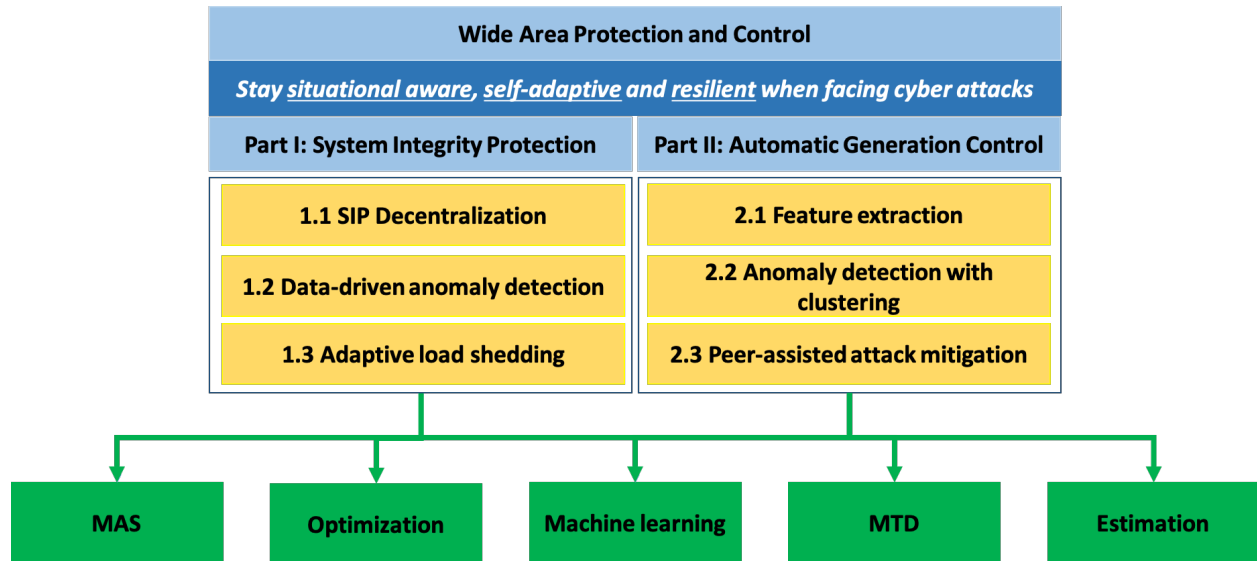 Wide Area Protection and Control
Stay situational aware, self-adaptive and resilient when facing cyber attacks
Part I: System Integrity Protection
Part II: Automatic Generation Control
1.1 SIP Decentralization
2.1 Feature extraction
1.2 Data-driven anomaly detection
2.2 Anomaly detection with
clustering
1.3 Adaptive load shedding
2.3 Peer-assisted attack mitigation
MAS
Optimization
Machine learning
MTD
Estimation